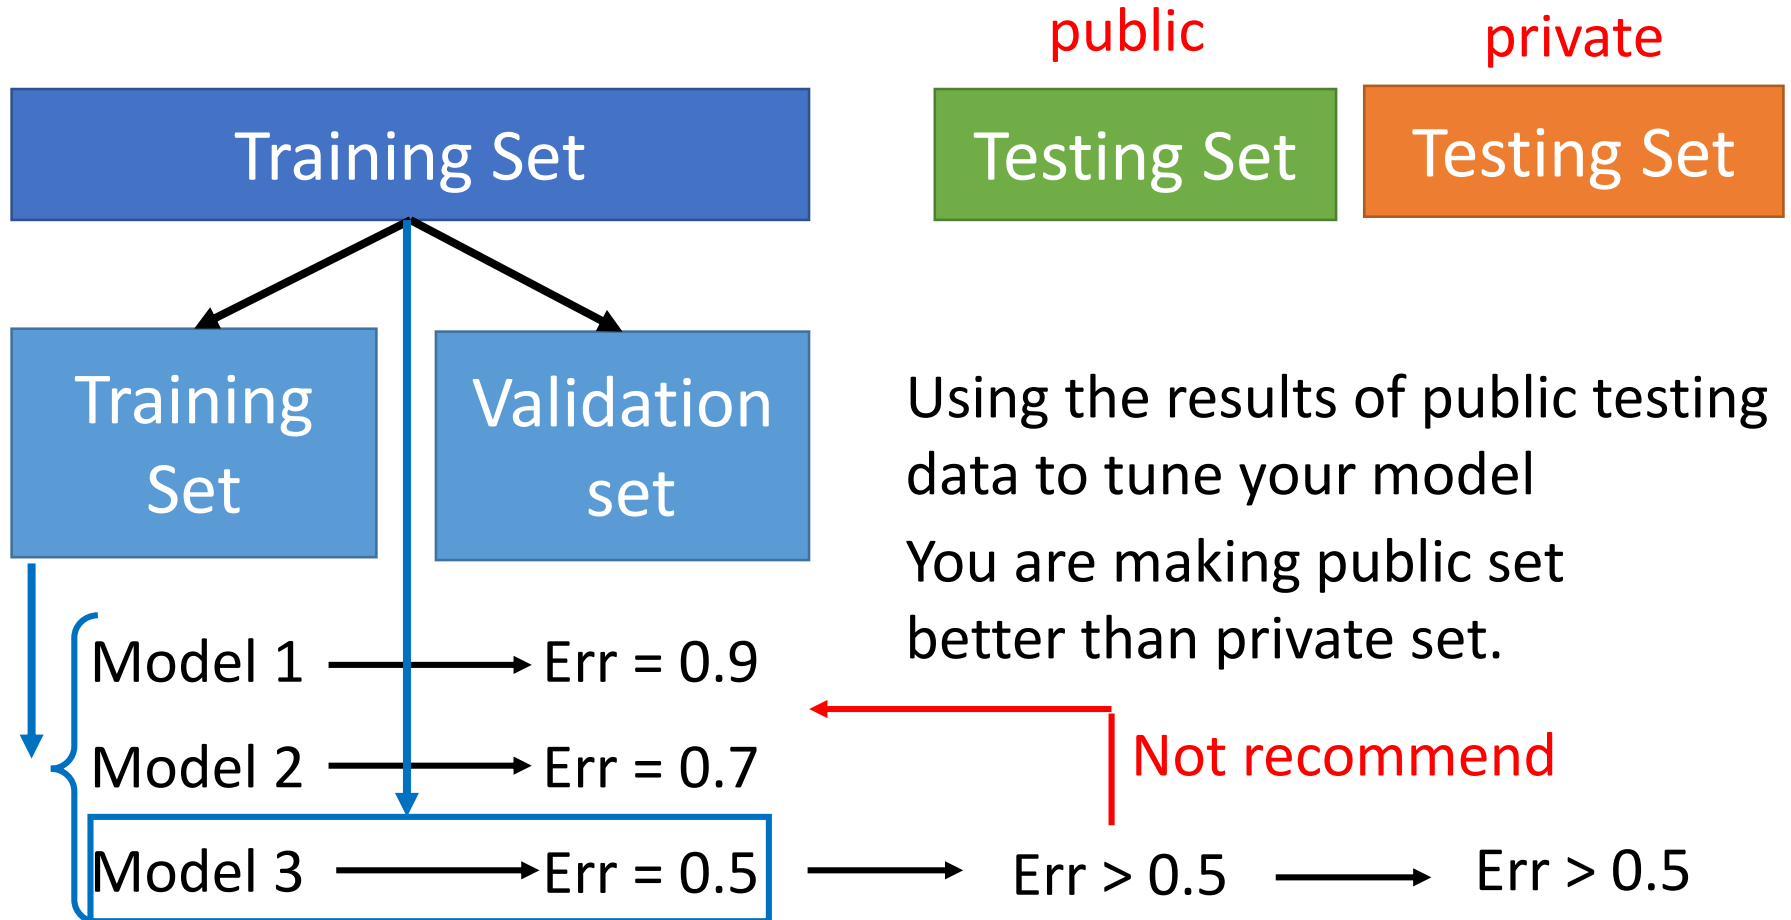 public
private
Training Set
Testing Set
Testing Set
Training
Set
Validation
set
Using the results of public testing
data to tune your model
You are making public set
better than private set.
Model 1
Err = 0.9
Model 2
Err = 0.7
Not recommend
Model 3
Err = 0.5
Err > 0.5
Err > 0.5